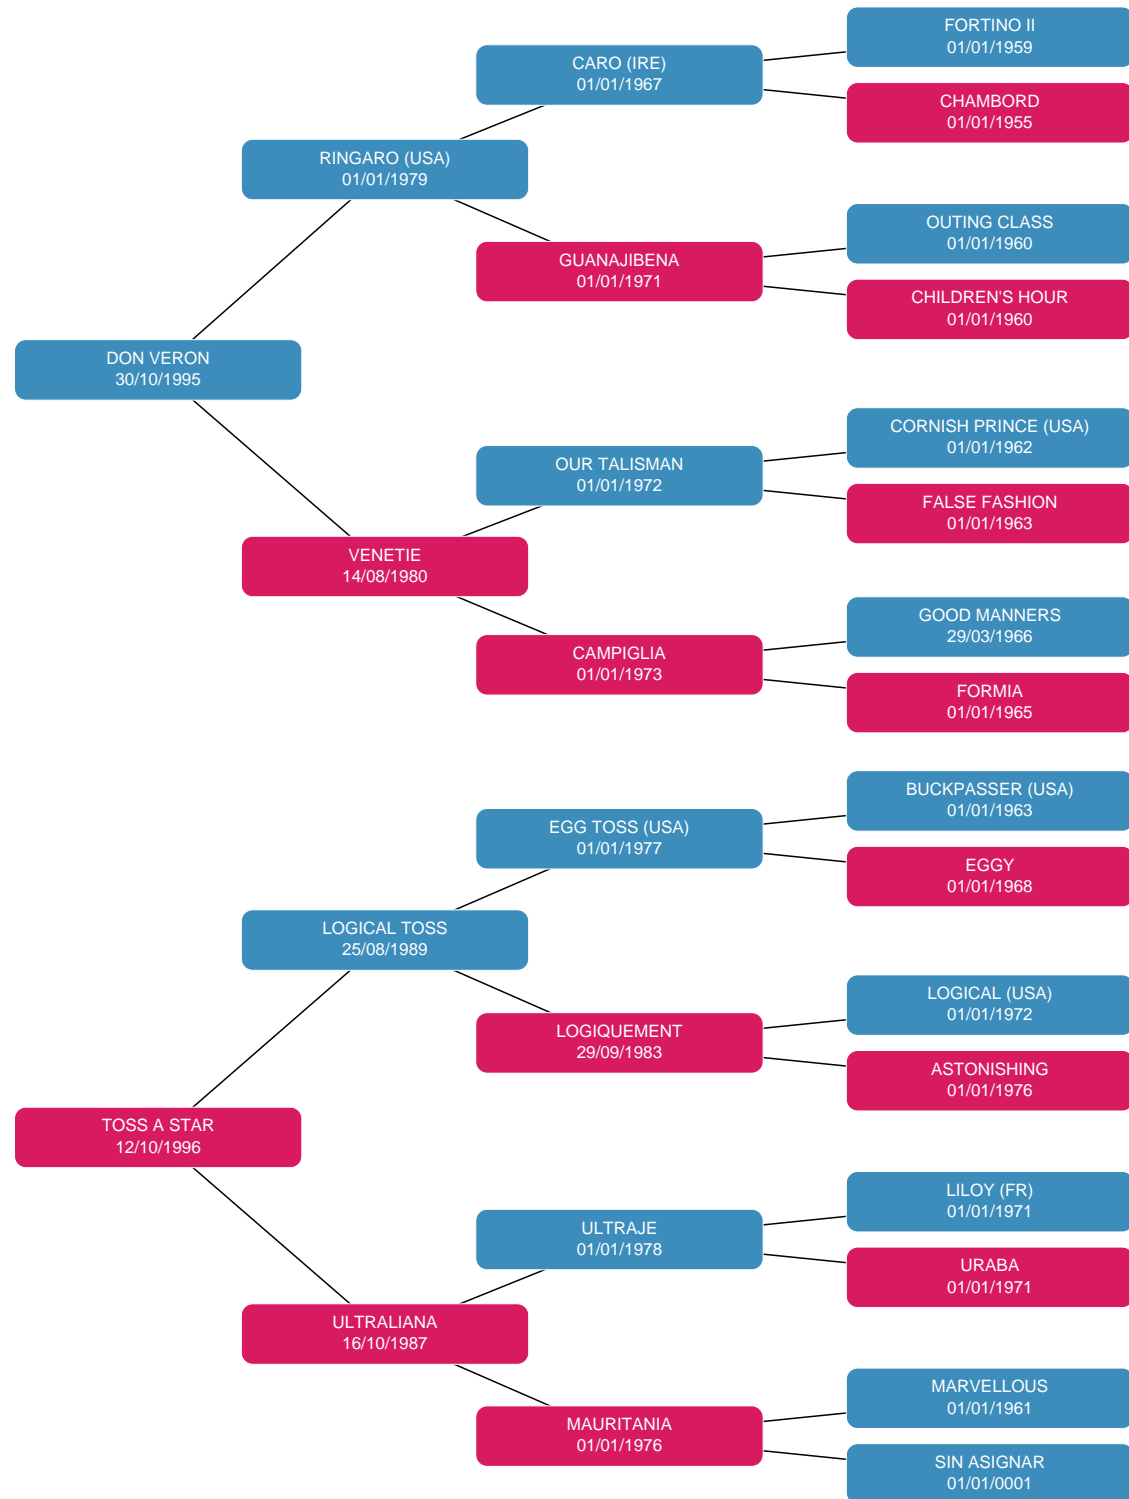 FORTINO II
01/01/1959
CARO (IRE)
01/01/1967
CHAMBORD
01/01/1955
RINGARO (USA)
01/01/1979
OUTING CLASS
01/01/1960
GUANAJIBENA
01/01/1971
CHILDREN'S HOUR
01/01/1960
DON VERON
30/10/1995
CORNISH PRINCE (USA)
01/01/1962
OUR TALISMAN
01/01/1972
FALSE FASHION
01/01/1963
VENETIE
14/08/1980
GOOD MANNERS
29/03/1966
CAMPIGLIA
01/01/1973
FORMIA
01/01/1965
BUCKPASSER (USA)
01/01/1963
EGG TOSS (USA)
01/01/1977
EGGY
01/01/1968
LOGICAL TOSS
25/08/1989
LOGICAL (USA)
01/01/1972
LOGIQUEMENT
29/09/1983
ASTONISHING
01/01/1976
TOSS A STAR
12/10/1996
LILOY (FR)
01/01/1971
ULTRAJE
01/01/1978
URABA
01/01/1971
ULTRALIANA
16/10/1987
MARVELLOUS
01/01/1961
MAURITANIA
01/01/1976
SIN ASIGNAR
01/01/0001